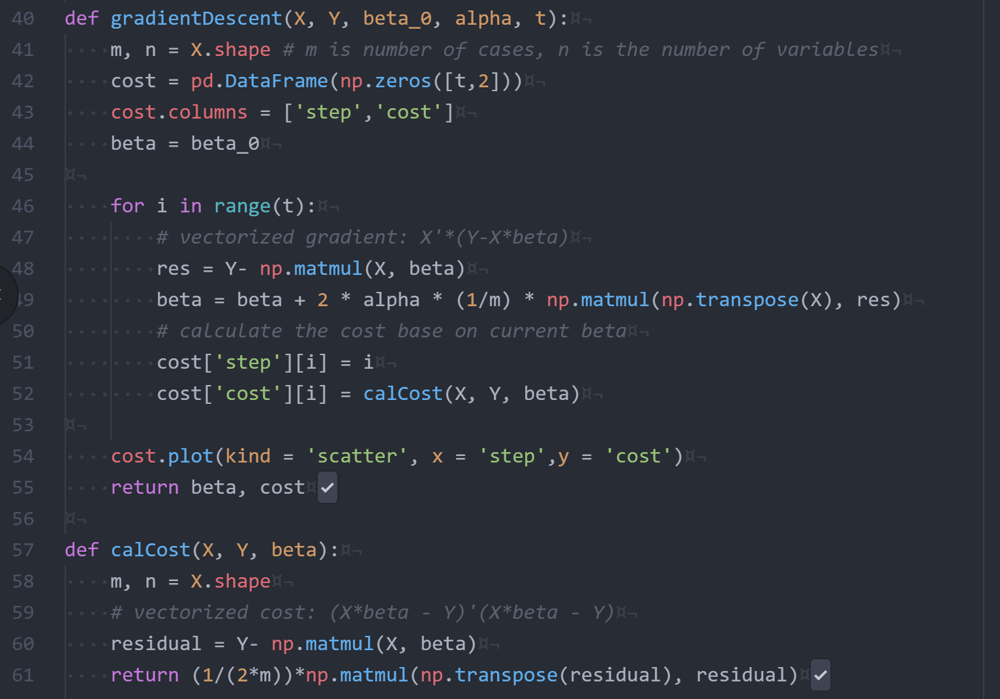 40 def gradientDescent(X, Y, beta_0, alpha, t):¤¬
41 ····m, n = X.shape # m is number of cases, n is the number of variables¤¬
42 ····cost = pd.DataFrame(np.zeros([t,2]))¤¬
43 ····cost.columns = ['step','cost']¤¬
44 ····beta = beta_0¤¬
45 ¤¬
46 ····for i in range(t):¤¬
47 ········# vectorized gradient: X'*(Y-X*beta)¤¬
48 ········res = Y- np.matmul(X, beta)¤¬
49 ········beta = beta + 2 * alpha * (1/m) * np.matmul(np.transpose(X), res)¤¬
50 ········# calculate the cost base on current beta¤¬
51 ········cost['step'][i] = i¤¬
52 ········cost['cost'][i] = calCost(X, Y, beta)¤¬
53 ¤¬
54 ····cost.plot(kind = 'scatter', x = 'step',y = 'cost')¤¬
55 ····return beta, cost¤
56 ¤¬
57 def calCost(X, Y, beta):¤¬
58 ····m, n = X.shape¤¬
59 ····# vectorized cost: (X*beta - Y)'(X*beta - Y)¤¬
60 ····residual = Y- np.matmul(X, beta)¤¬
61 ····return (1/(2*m))*np.matmul(np.transpose(residual), residual)¤